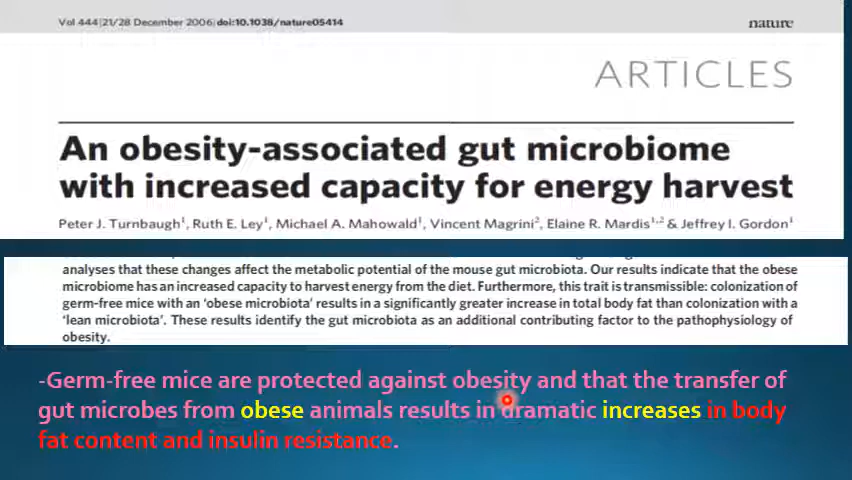 Vol 444|21/28 December 2006|doi:10.1038/nature05414
nature
ARTICLES
An obesity-associated gut microbiome
with increased capacity for energy harvest
Peter J. Turnbaugh¹, Ruth E. Ley¹, Michael A. Mahowald¹, Vincent Magrini², Elaine R. Mardis¹,² & Jeffrey I. Gordon¹
analyses that these changes affect the metabolic potential of the mouse gut microbiota. Our results indicate that the obese
microbiome has an increased capacity to harvest energy from the diet. Furthermore, this trait is transmissible: colonization of
germ-free mice with an 'obese microbiota' results in a significantly greater increase in total body fat than colonization with a
'lean microbiota'. These results identify the gut microbiota as an additional contributing factor to the pathophysiology of
obesity.
-Germ-free mice are protected against obesity and that the transfer of
gut microbes from obese animals results in dramatic increases in body
fat content and insulin resistance.